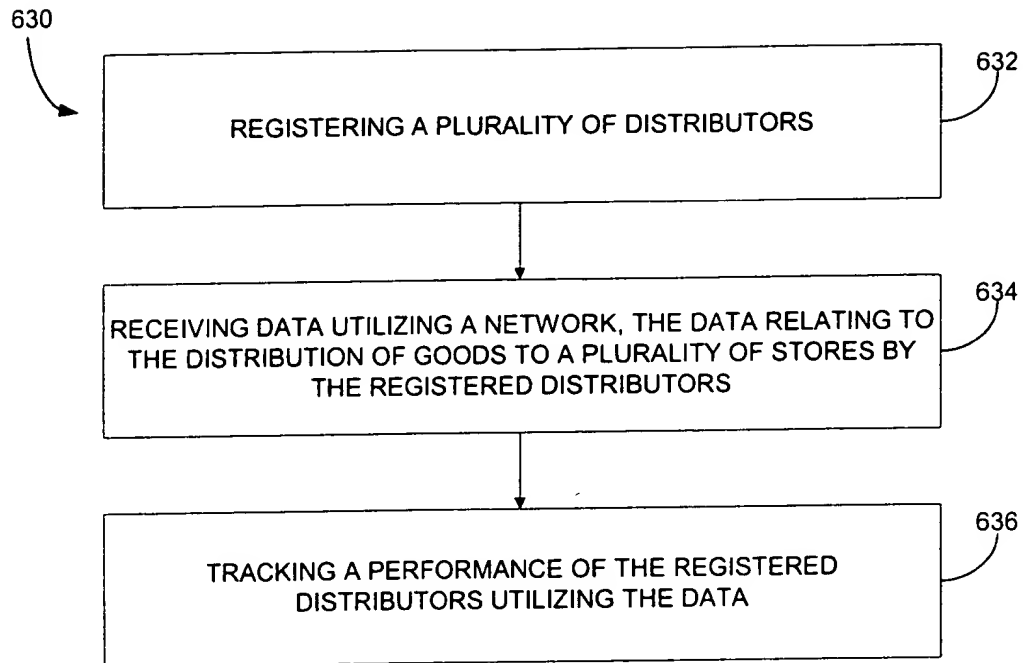 630
632
REGISTERING A PLURALITY OF DISTRIBUTORS
634
RECEIVING DATA UTILIZING A NETWORK, THE DATA RELATING TO
THE DISTRIBUTION OF GOODS TO A PLURALITY OF STORES BY
THE REGISTERED DISTRIBUTORS
636
TRACKING A PERFORMANCE OF THE REGISTERED
DISTRIBUTORS UTILIZING THE DATA